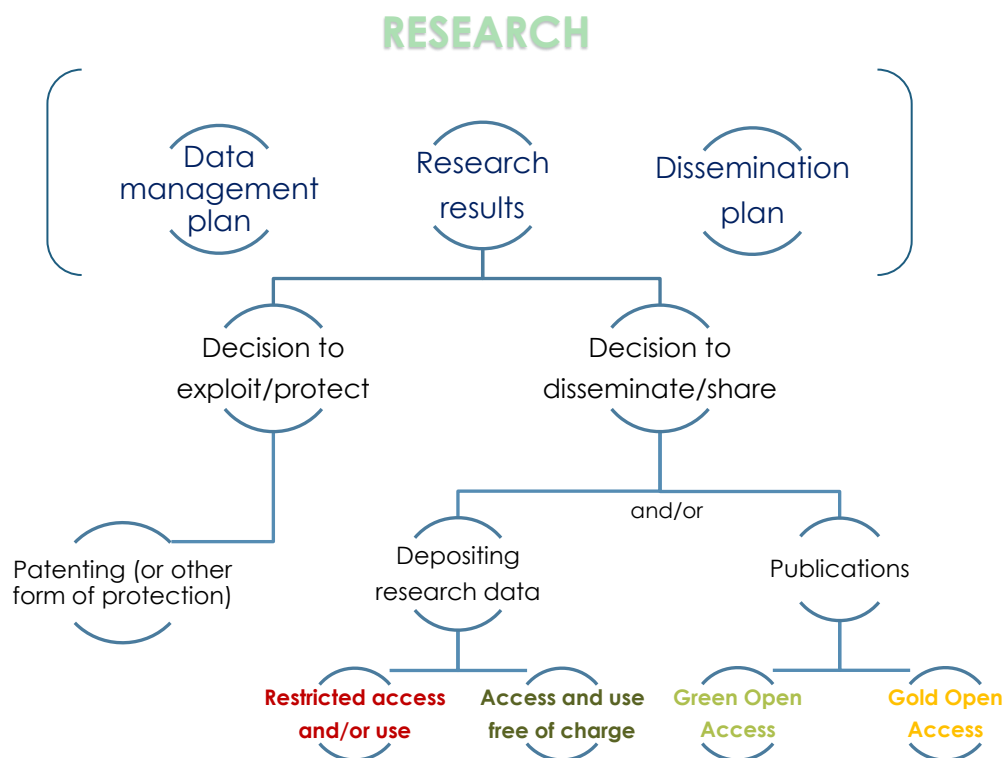 RESEARCH
Data
management
plan
Research
results
Dissemination
plan
Decision to
exploit/protect
Decision to
disseminate/share
and/or
Patenting (or other
form of protection)
Depositing
research data
Publications
Restricted access
and/or use
Access and use
free of charge
Green Open
Access
Gold Open
Access